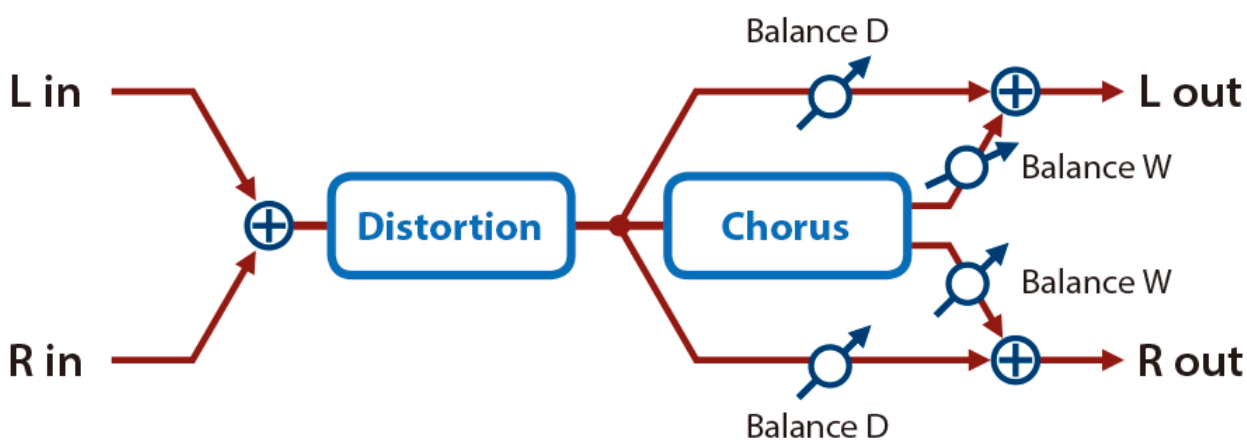 Balance D
L in
L out
Balance W
Distortion
Chorus
Balance W
R in
R out
Balance D